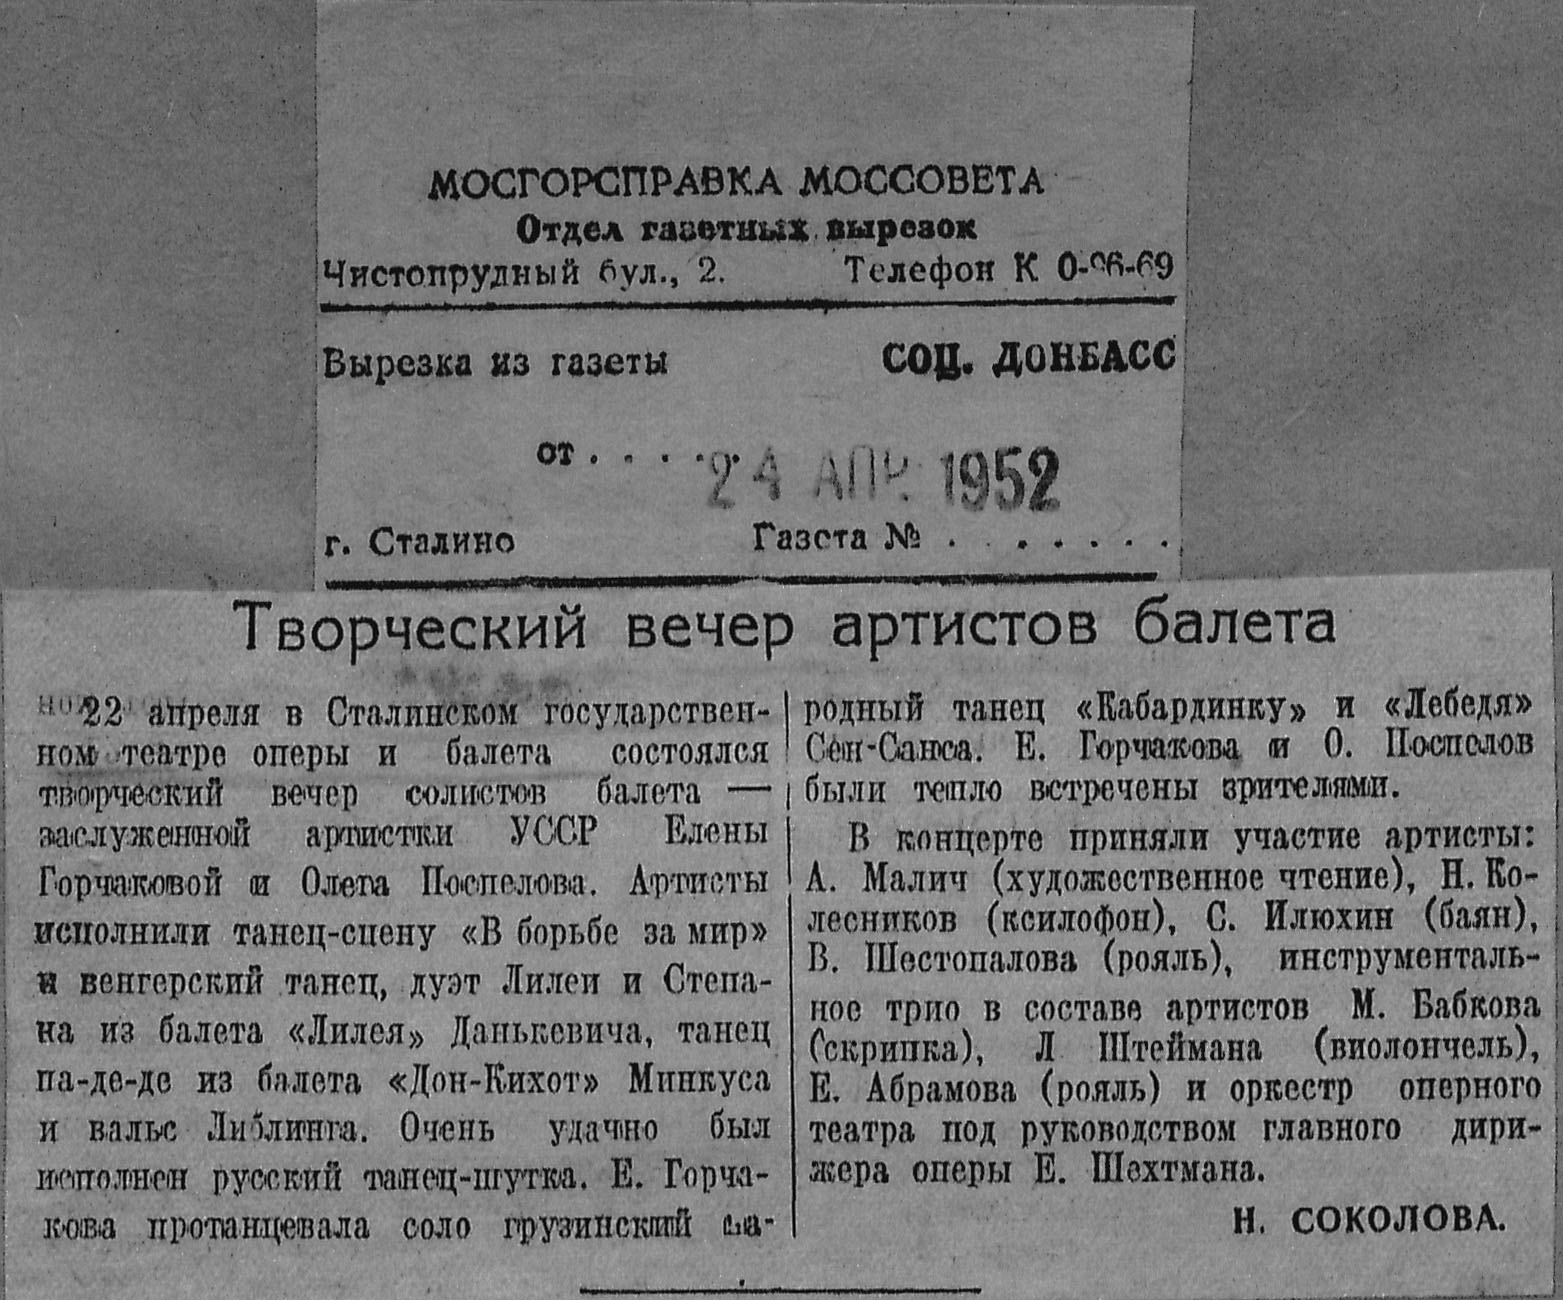 МОСГОРСПРАВКА МОССОВЕТА
Отдел газетных вырезок
Чистопрудный бул., 2. Телефон К 0-96-69
Вырезка из газеты СОЦ. ДОНБАСС
от . . . . . . 24 АПР. 1952
г. Сталино Газета № . . . . . . . .
Творческий вечер артистов балета
22 апреля в Сталинском государствен-
ном театре оперы и балета состоялся
творческий вечер солистов балета —
заслуженной артистки УССР Елены
Горчаковой и Олега Поспелова. Артисты
исполнили танец-сцену «В борьбе за мир»
и венгерский танец, дуэт Лилеи и Степа-
на из балета «Лилея» Данькевича, танец
па-де-де из балета «Дон-Кихот» Минкуса
и вальс Либлинга. Очень удачно был
исполнен русский танец-шутка. Е. Горча-
кова протанцевала соло грузинский на-
родный танец «Кабардинку» и «Лебедя»
Сен-Санса. Е. Горчакова и О. Поспелов
были тепло встречены зрителями.
В концерте приняли участие артисты:
А. Малич (художественное чтение), Н. Ко-
лесников (ксилофон), С. Илюхин (баян),
В. Шестопалова (рояль), инструменталь-
ное трио в составе артистов М. Бабкова
(скрипка), Л Штеймана (виолончель),
Е. Абрамова (рояль) и оркестр оперного
театра под руководством главного дири-
жера оперы Е. Шехтмана.
Н. СОКОЛОВА.